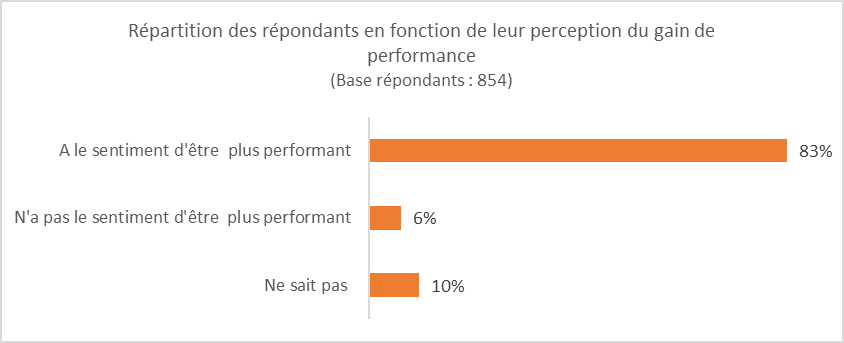 Répartition des répondants en fonction de leur perception du gain de
performance
(Base répondants : 854)
A le sentiment d'être  plus performant
83%
N'a pas le sentiment d'être  plus performant
6%
Ne sait pas
10%